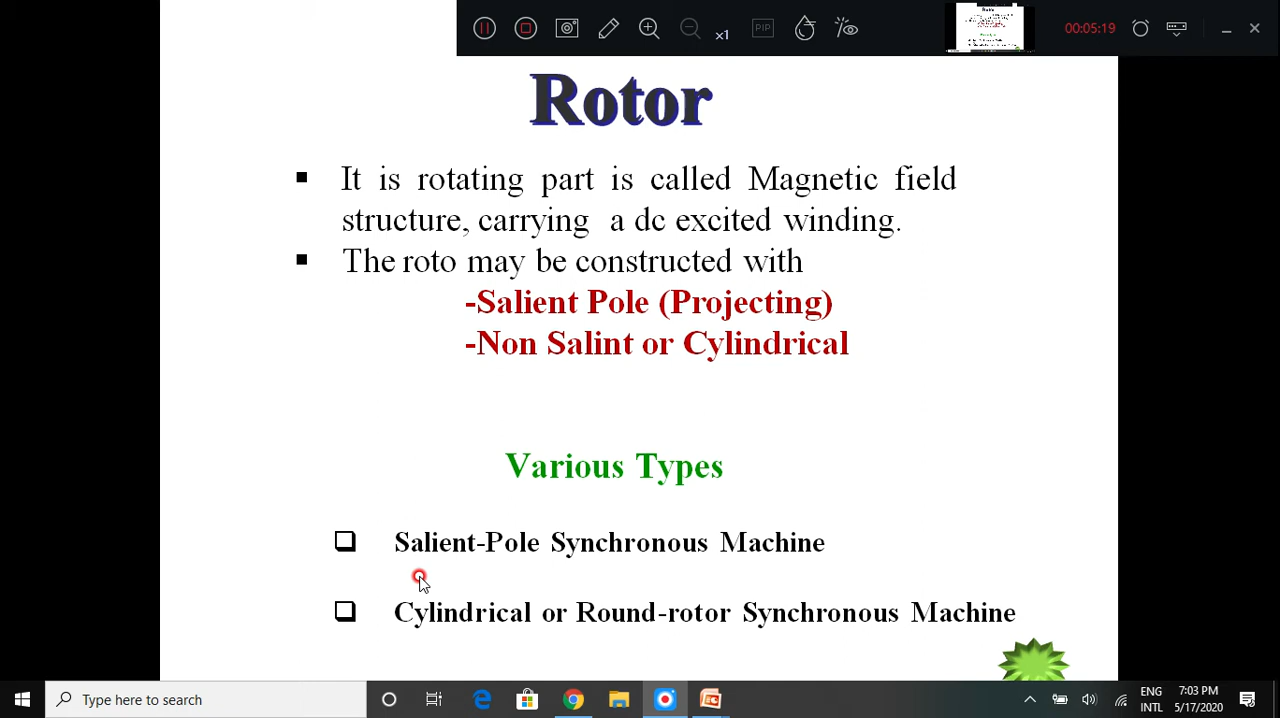 x1
PIP
00:05:19
Rotor
It is rotating part is called Magnetic field
structure, carrying a dc excited winding.
The roto may be constructed with
-Salient Pole (Projecting)
-Non Salint or Cylindrical
Various Types
Salient-Pole Synchronous Machine
Cylindrical or Round-rotor Synchronous Machine
Type here to search
ENG
INTL
7:03 PM
5/17/2020